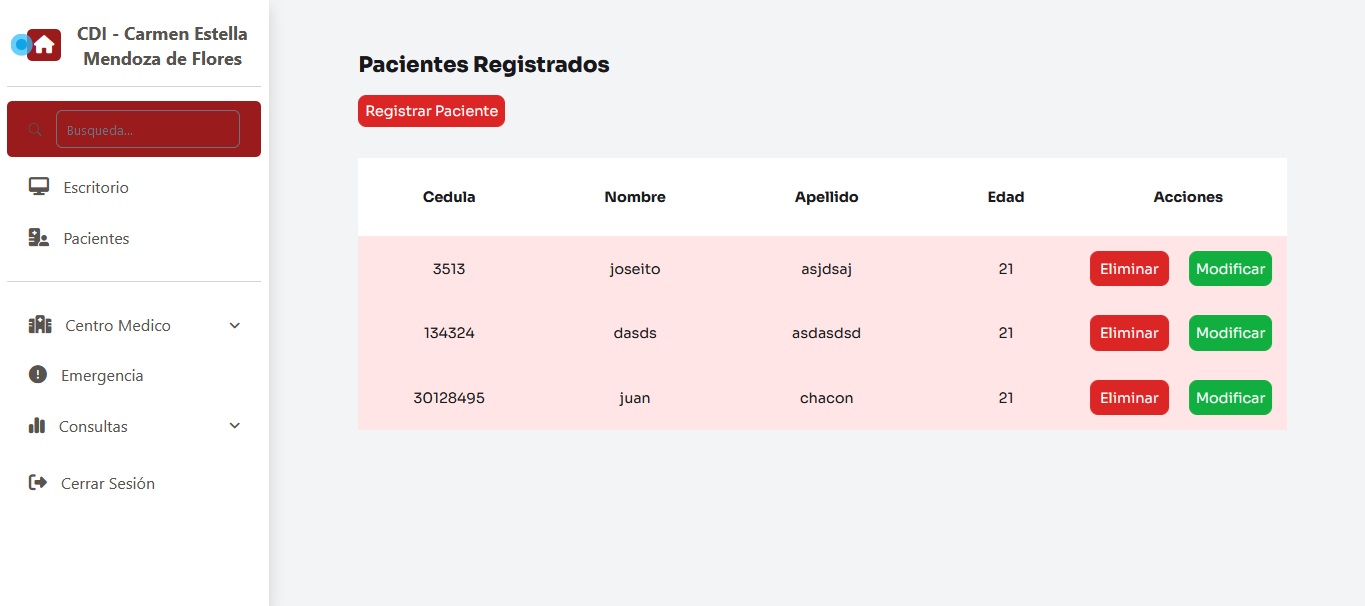 CDI - Carmen Estella
Mendoza de Flores
Busqueda...
Escritorio
Pacientes
Centro Medico
Emergencia
Consultas
Cerrar Sesión
Pacientes Registrados
Registrar Paciente
Cedula Nombre Apellido Edad Acciones
3513 joseito asjdsaj 21 Eliminar Modificar
134324 dasds asdasdsd 21 Eliminar Modificar
30128495 juan chacon 21 Eliminar Modificar